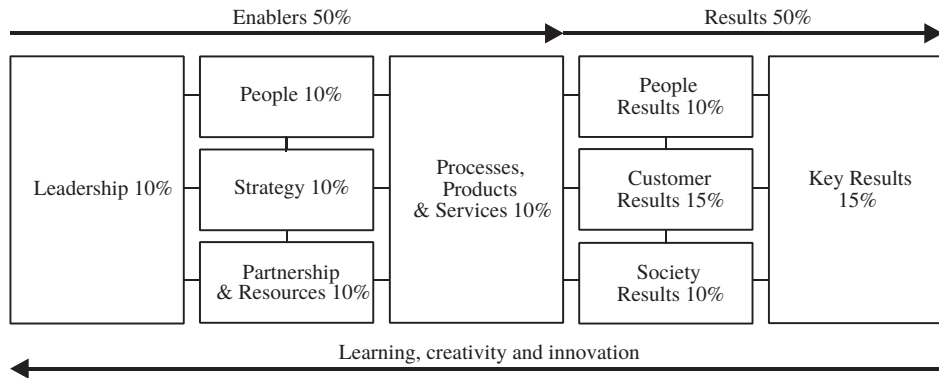 Enablers 50%
Results 50%
Leadership 10%
People 10%
Strategy 10%
Partnership
& Resources 10%
Processes,
Products
& Services 10%
People
Results 10%
Customer
Results 15%
Society
Results 10%
Key Results
15%
Learning, creativity and innovation